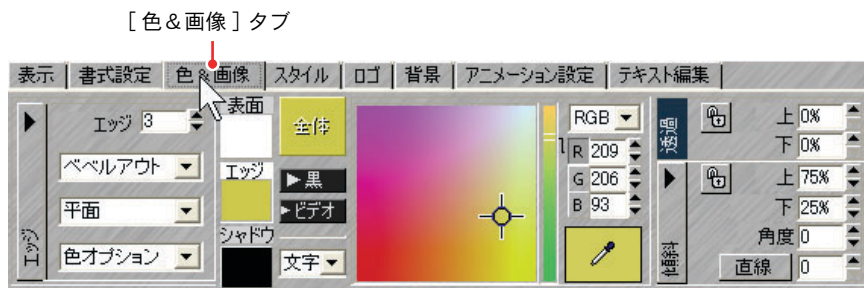 ［色＆画像］タブ
表示 書式設定 色＆画像 スタイル ロゴ 背景 アニメーション設定 テキスト編集
エッジ 3
ベベルアウト
平面
色オプション
エッジ
表面
エッジ
シャドウ
全体
▶黒
▶ビデオ
文字
RGB
R 209
G 206
B 93
透過
上 0%
下 0%
傾斜
上 75%
下 25%
角度 0
直線 0